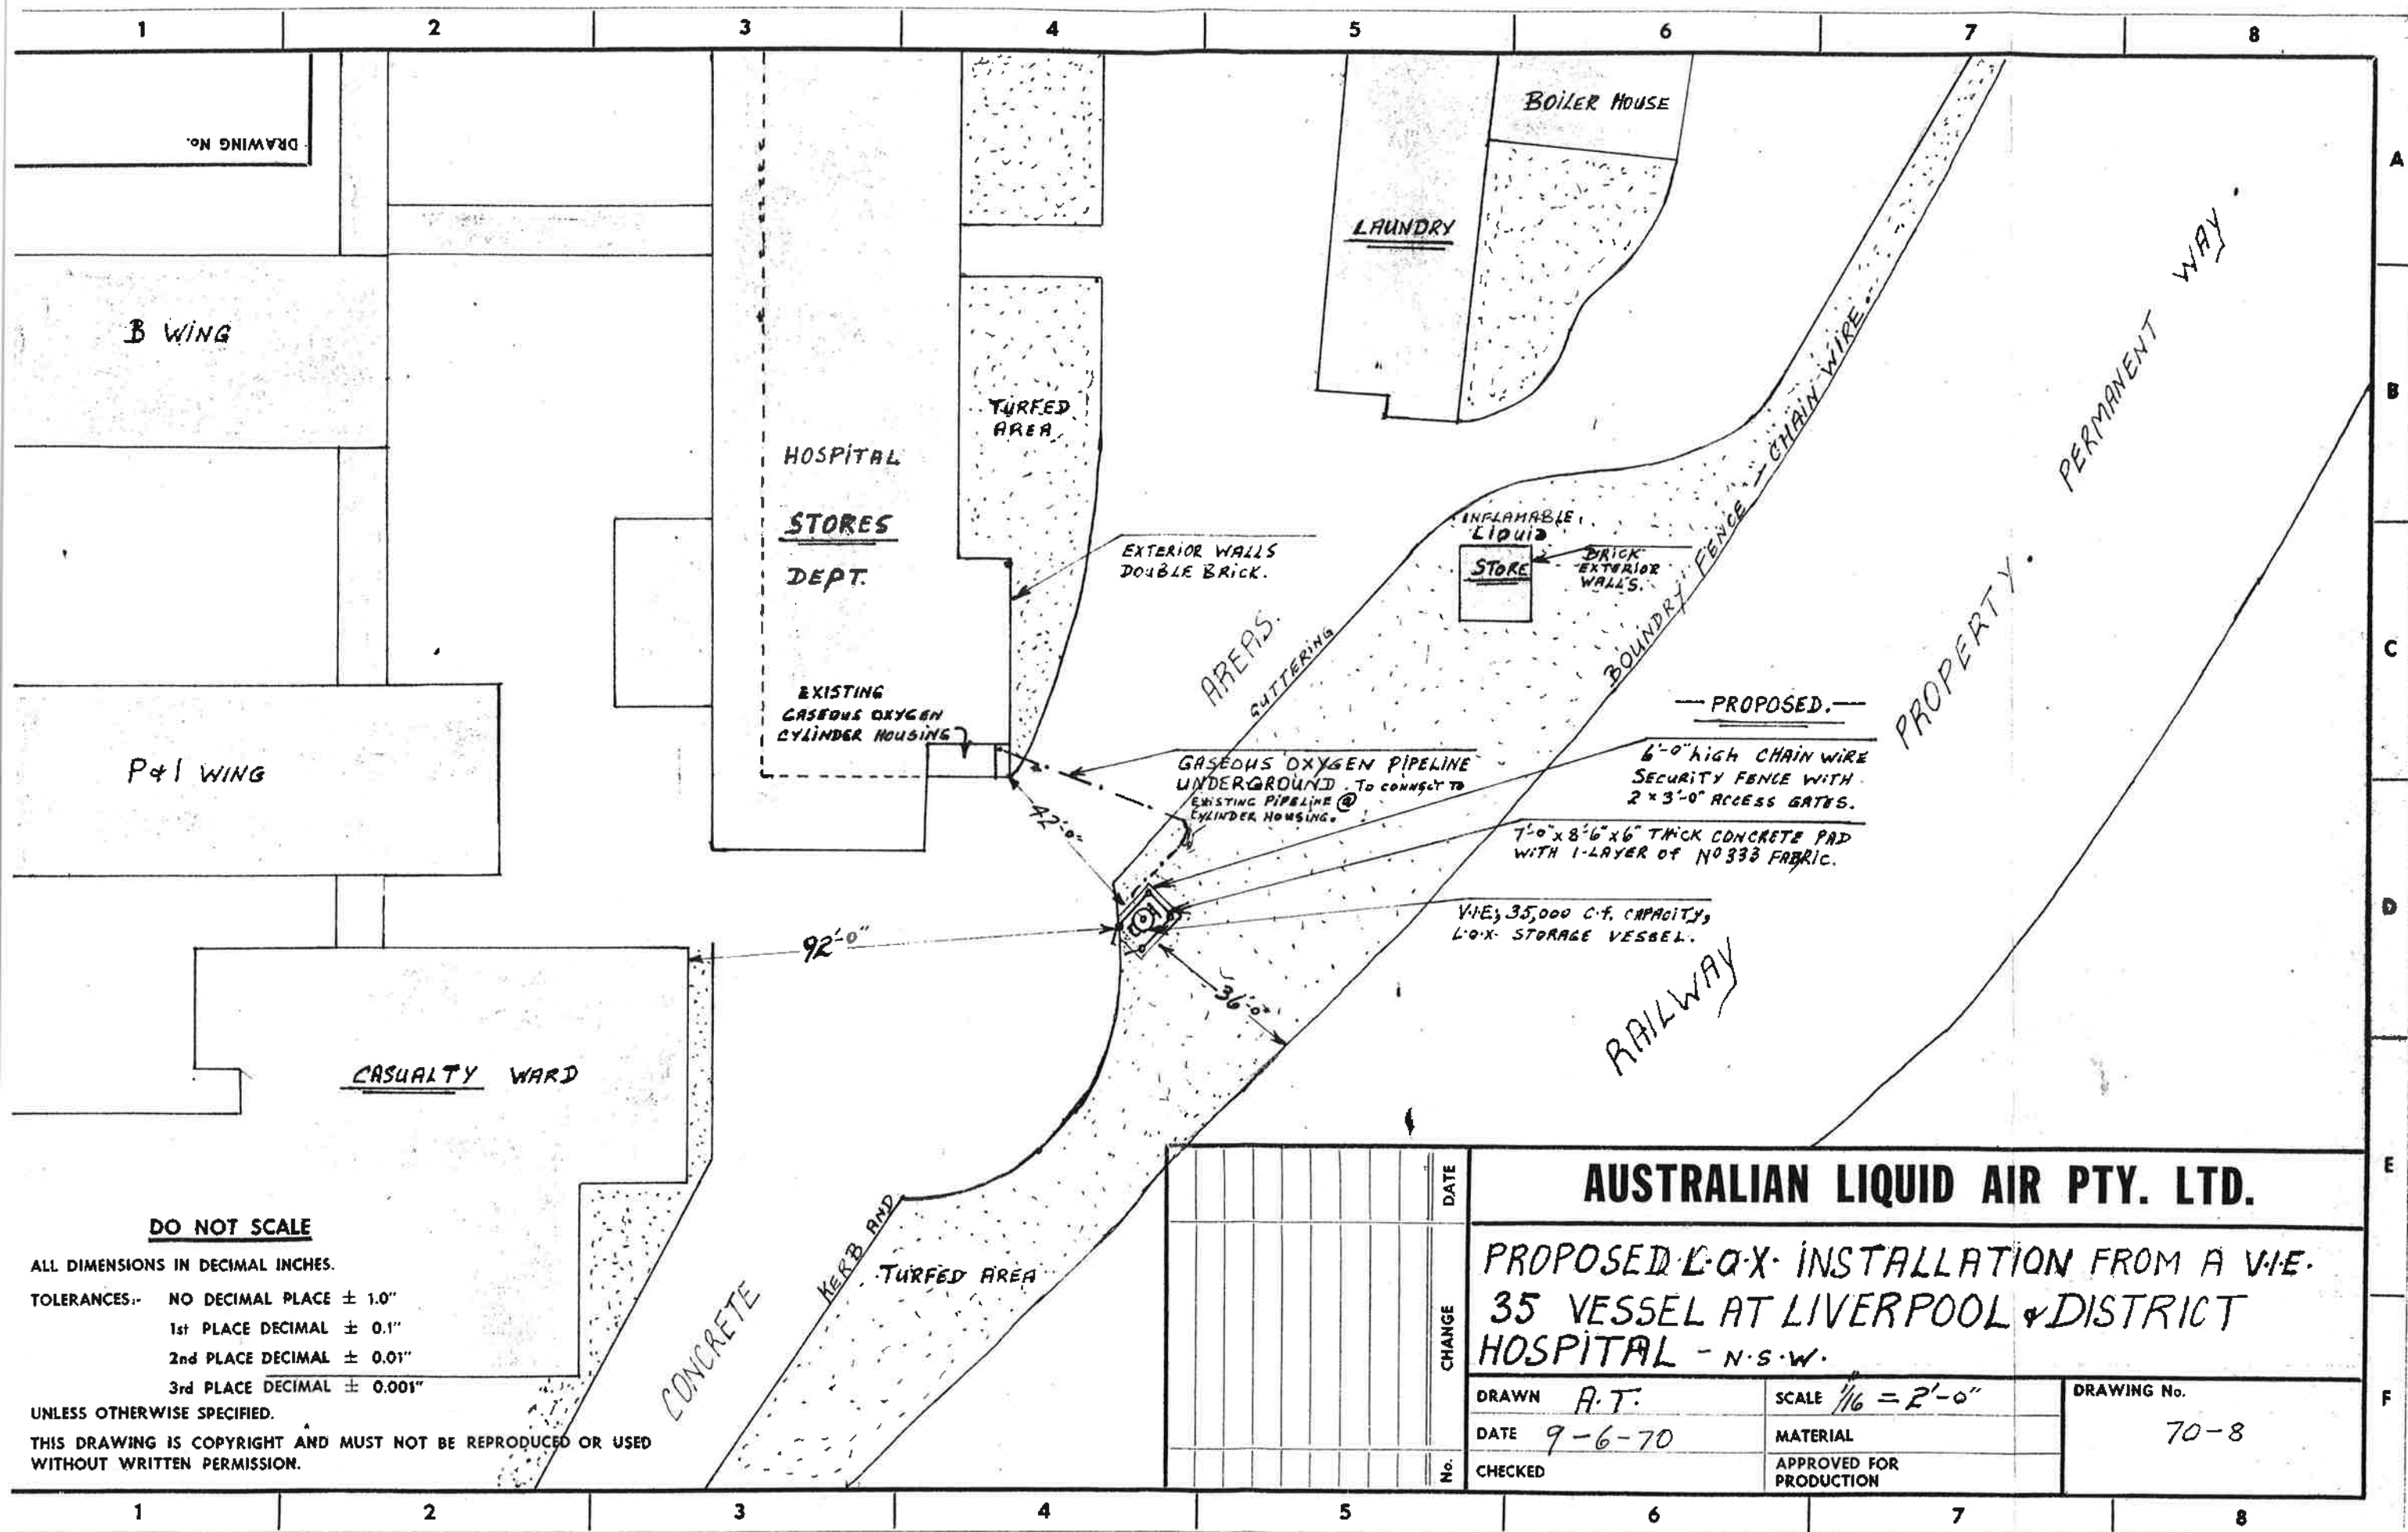 1 2 3 4 5 6 7 8
A
B
C
D
E
F
DRAWING No.
B WING
P & I WING
HOSPITAL
STORES
DEPT.
TURFED
AREA
BOILER HOUSE
LAUNDRY
EXTERIOR WALLS
DOUBLE BRICK.
INFLAMABLE
Liquid
STORE
BRICK
EXTERIOR
WALLS.
BOUNDRY FENCE - CHAIN WIRE.
RAILWAY PROPERTY. PERMANENT WAY.
EXISTING
GASEOUS OXYGEN
CYLINDER HOUSING
GASEOUS OXYGEN PIPELINE
UNDERGROUND. To CONNECT TO
EXISTING PIPELINE @
CYLINDER HOUSING.
— PROPOSED. —
6'-0" high CHAIN WIRE
SECURITY FENCE WITH
2 x 3'-0" ACCESS GATES.
7'-0" x 8'-6" x 6" THICK CONCRETE PAD
WITH 1-LAYER of No 333 FABRIC.
V.I.E; 35,000 C.f. CAPACITY,
L.O.X. STORAGE VESSEL.
42'-0"
92'-0"
36'-0"
CASUALTY WARD
CONCRETE AREAS.
KERB AND GUTTERING
TURFED AREA
DO NOT SCALE
ALL DIMENSIONS IN DECIMAL INCHES.
TOLERANCES:- NO DECIMAL PLACE ± 1.0"
1st PLACE DECIMAL ± 0.1"
2nd PLACE DECIMAL ± 0.01"
3rd PLACE DECIMAL ± 0.001"
UNLESS OTHERWISE SPECIFIED.
THIS DRAWING IS COPYRIGHT AND MUST NOT BE REPRODUCED OR USED
WITHOUT WRITTEN PERMISSION.
DATE
CHANGE
No.
AUSTRALIAN LIQUID AIR PTY. LTD.
PROPOSED L.O.X. INSTALLATION FROM A V.I.E.
35 VESSEL AT LIVERPOOL & DISTRICT
HOSPITAL - N.S.W.
DRAWN A.T.
SCALE 1/16" = 2'-0"
DRAWING No.
70-8
DATE 9-6-70
MATERIAL
CHECKED
APPROVED FOR
PRODUCTION
1 2 3 4 5 6 7 8